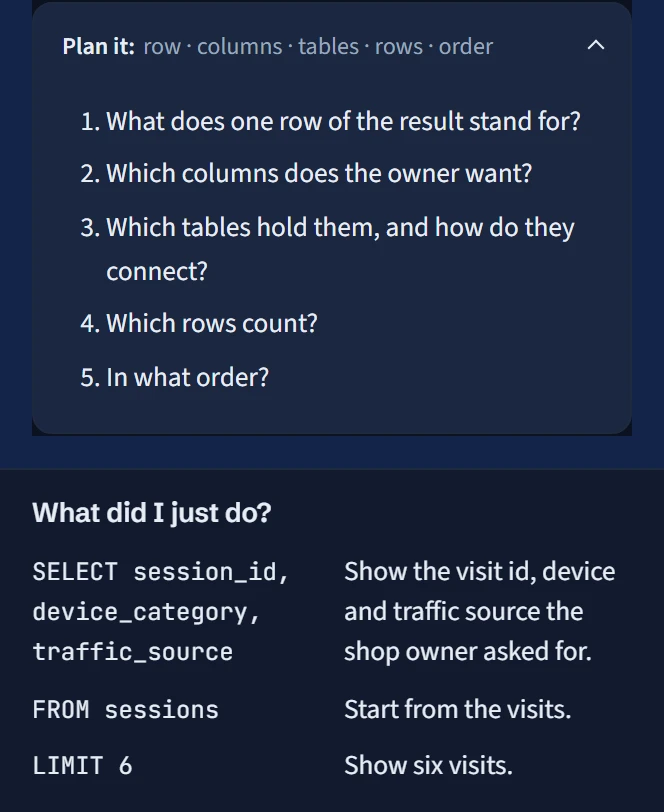 Plan it: row · columns · tables · rows · order
1. What does one row of the result stand for?
2. Which columns does the owner want?
3. Which tables hold them, and how do they
connect?
4. Which rows count?
5. In what order?
What did I just do?
SELECT session_id, Show the visit id, device
device_category, and traffic source the
traffic_source shop owner asked for.
FROM sessions Start from the visits.
LIMIT 6 Show six visits.